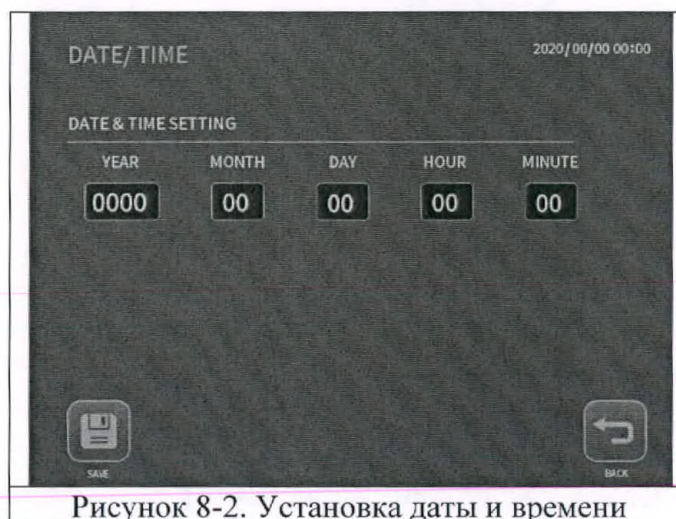 DATE/ TIME 2020/00/00 00:00
DATE & TIME SETTING
YEAR MONTH DAY HOUR MINUTE
0000 00 00 00 00
SAVE BACK
Рисунок 8-2. Установка даты и времени